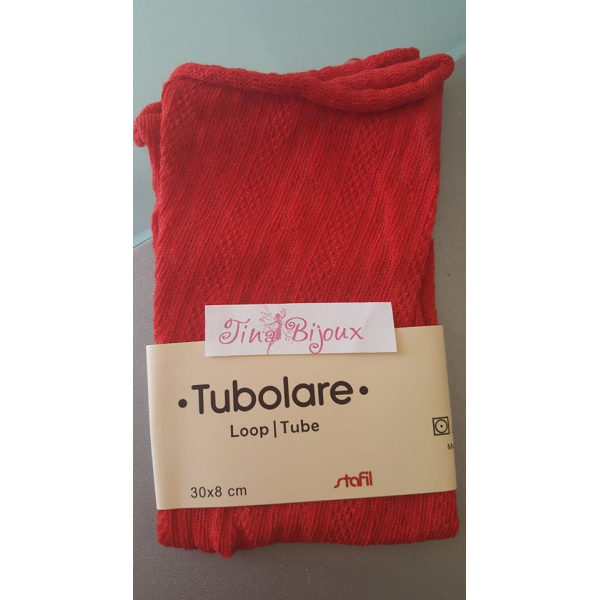 Tina Bijoux
•Tubolare•
Loop|Tube
30x8 cm
stafil